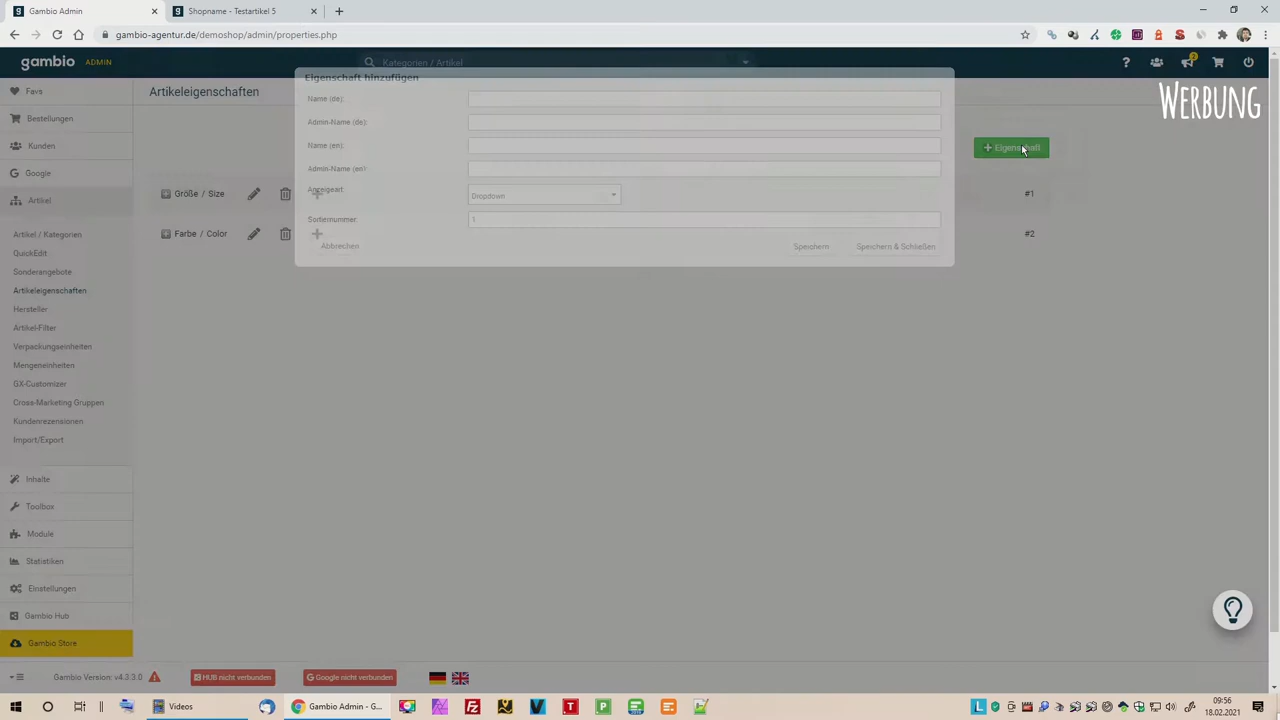 Gambio Admin
Shopname - Testartikel 5
gambio-agentur.de/demoshop/admin/properties.php
gambio ADMIN
Kategorien / Artikel
2
WERBUNG
Favs
Bestellungen
Kunden
Google
Artikel
Artikel / Kategorien
QuickEdit
Sonderangebote
Artikeleigenschaften
Hersteller
Artikel-Filter
Verpackungseinheiten
Mengeneinheiten
GX-Customizer
Cross-Marketing Gruppen
Kundenrezensionen
Import/Export
Inhalte
Toolbox
Module
Statistiken
Einstellungen
Gambio Hub
Gambio Store
Artikeleigenschaften
Eigenschaft
Größe / Size
#1
Farbe / Color
#2
Eigenschaft hinzufügen
Name (de):
Admin-Name (de):
Name (en):
Admin-Name (en):
Anzeigeart:
Dropdown
Sortiernummer
1
Abbrechen
Speichern
Speichern & Schließen
Gambio Version: v4.3.3.0
HUB nicht verbunden
Google nicht verbunden
Videos
Gambio Admin - G...
09:56
18.02.2021